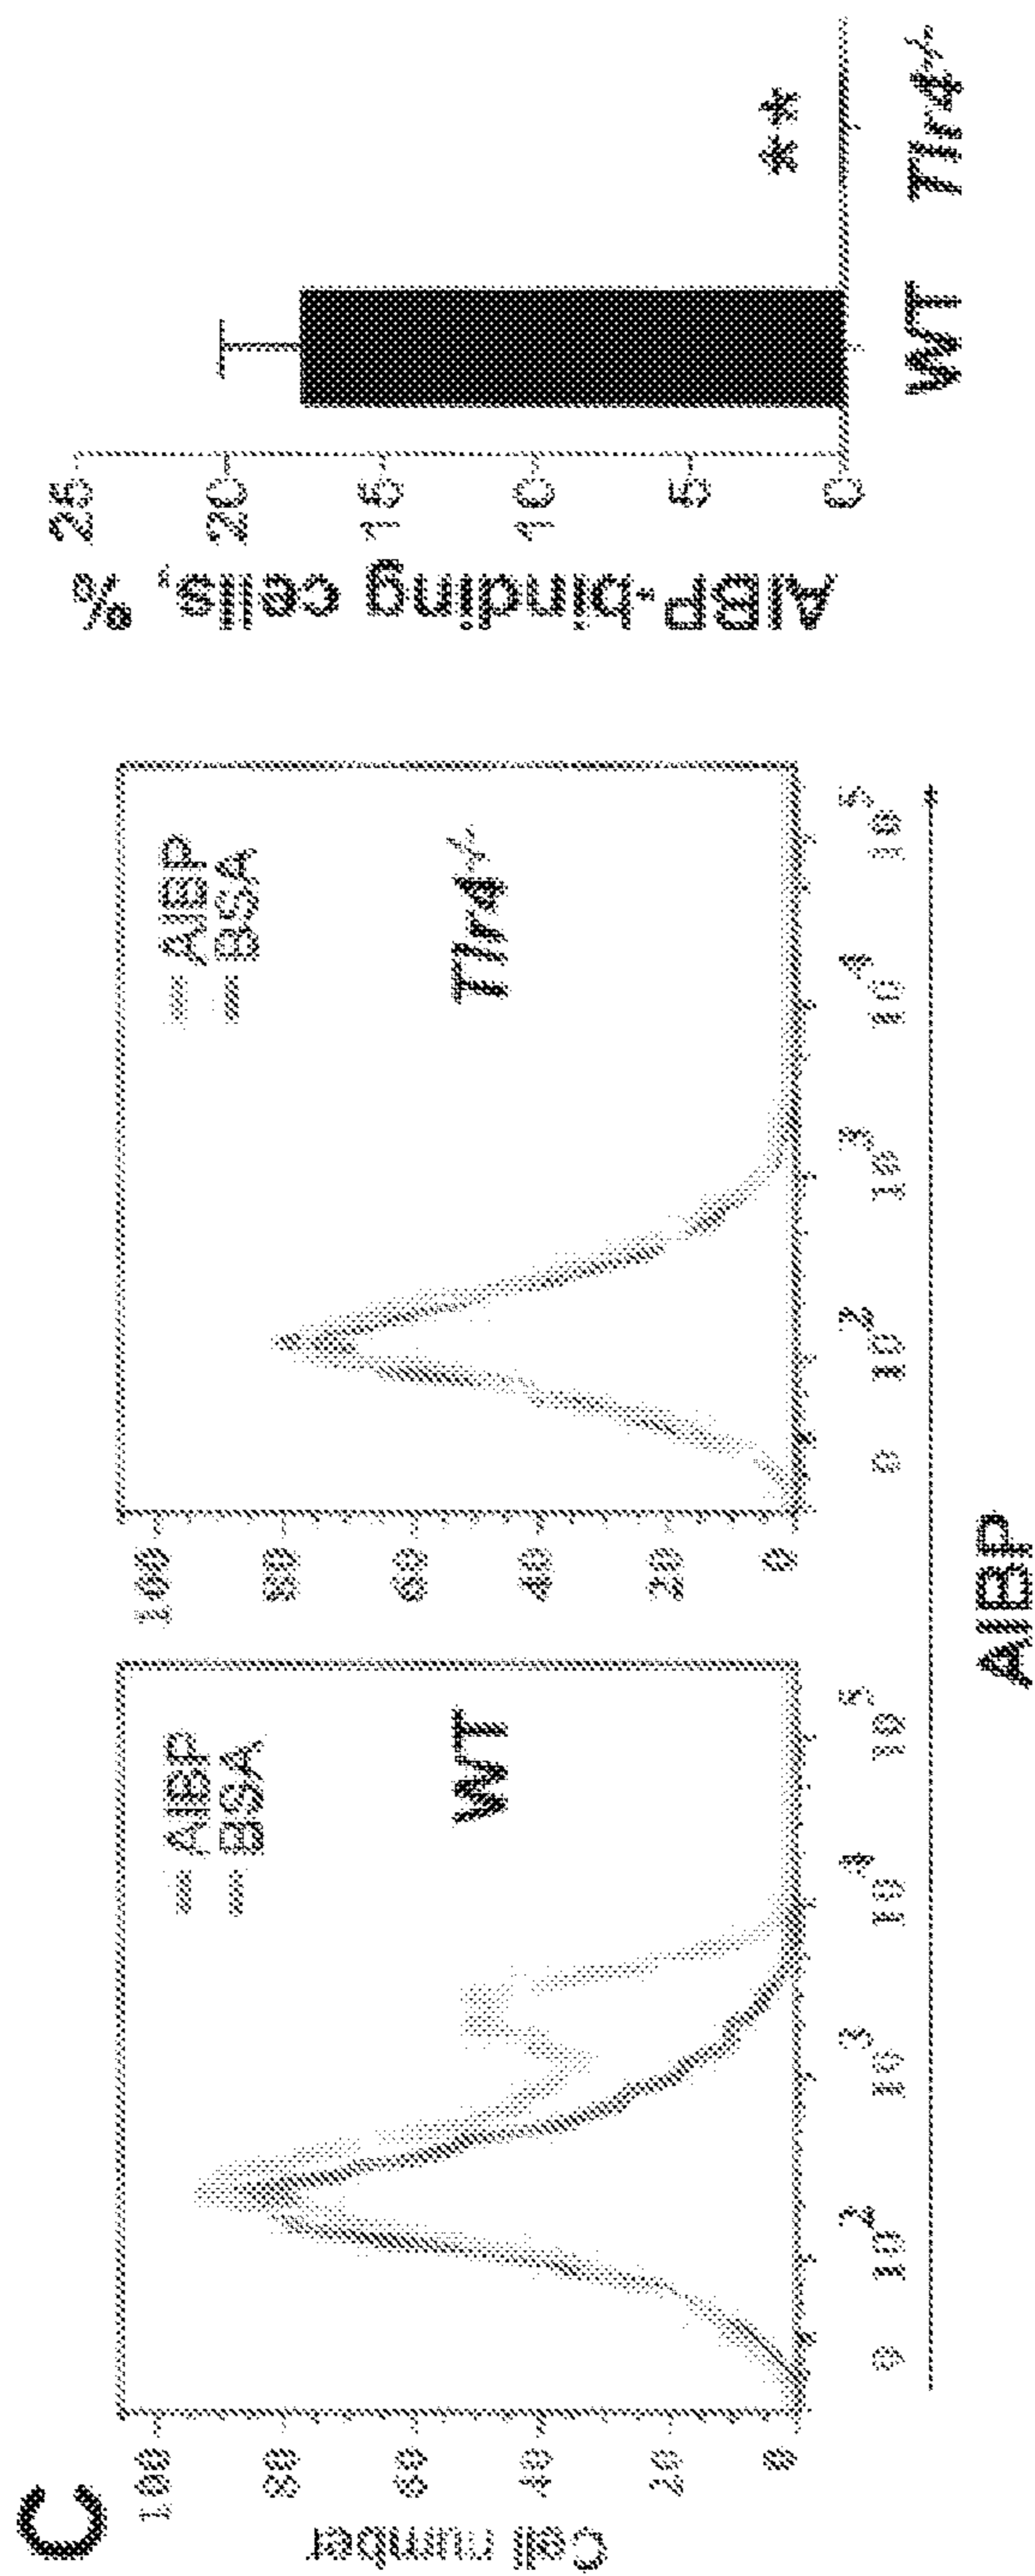 C
Cell number
100
80
60
40
20
0
AIBP
BSA
WT
0 10² 10³ 10⁴ 10⁵
100
80
60
40
20
0
AIBP
BSA
Tlr4-/-
0 10² 10³ 10⁴ 10⁵
AIBP
AIBP-binding cells, %
25
20
15
10
5
0
**
WT Tlr4-/-